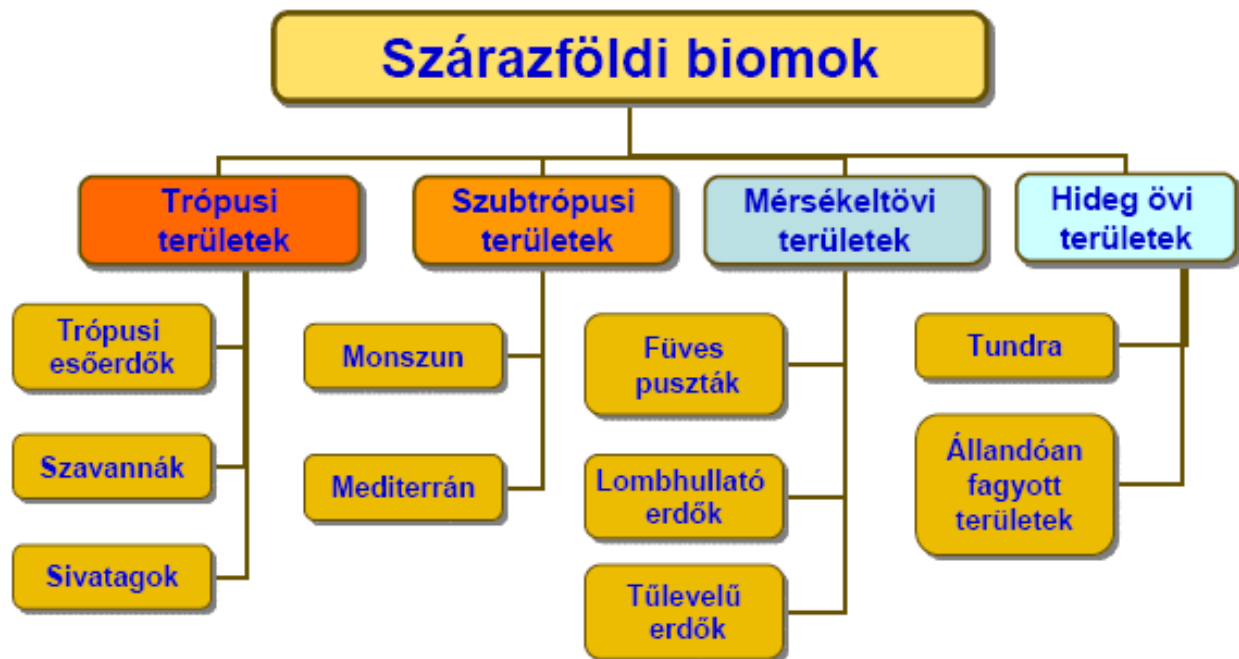 Szárazföldi biomok
Trópusi
területek
Szubtrópusi
területek
Mérsékeltövi
területek
Hideg övi
területek
Trópusi
esőerdők
Szavannák
Sivatagok
Monszun
Mediterrán
Füves
puszták
Lombhullató
erdők
Tűlevelű
erdők
Tundra
Állandóan
fagyott
területek